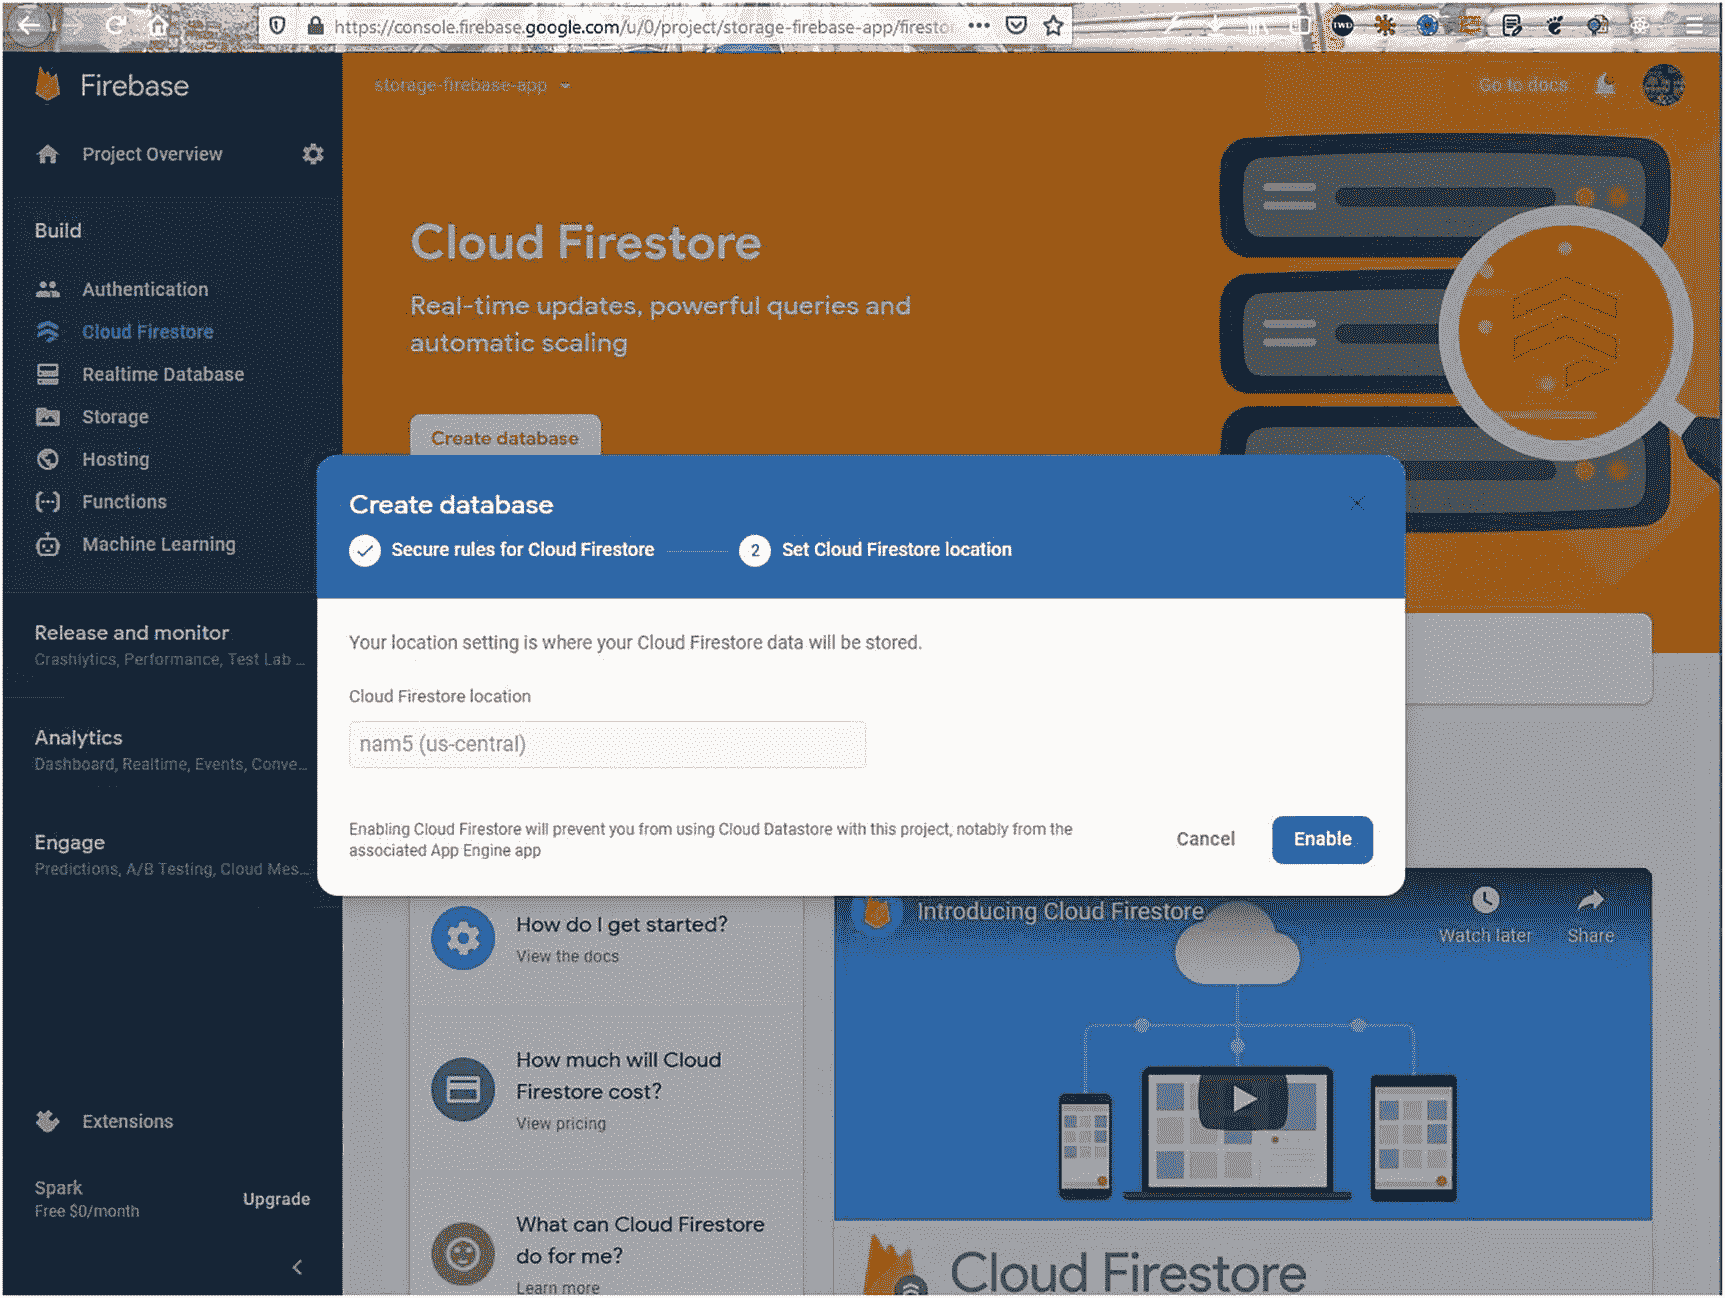 https://console.firebase.google.com/u/0/project/storage-firebase-app/firesto
Firebase
storage-firebase-app
Go to docs
Project Overview
Build
Authentication
Cloud Firestore
Realtime Database
Storage
Hosting
Functions
Machine Learning
Release and monitor
Crashlytics, Performance, Test Lab ...
Analytics
Dashboard, Realtime, Events, Conve...
Engage
Predictions, A/B Testing, Cloud Mes...
Extensions
Spark
Free $0/month
Upgrade
Cloud Firestore
Real-time updates, powerful queries and
automatic scaling
Create database
Create database
Secure rules for Cloud Firestore
2 Set Cloud Firestore location
Your location setting is where your Cloud Firestore data will be stored.
Cloud Firestore location
nam5 (us-central)
Enabling Cloud Firestore will prevent you from using Cloud Datastore with this project, notably from the
associated App Engine app
Cancel
Enable
How do I get started?
View the docs
How much will Cloud
Firestore cost?
View pricing
What can Cloud Firestore
do for me?
Learn more
Introducing Cloud Firestore
Watch later
Share
Cloud Firestore